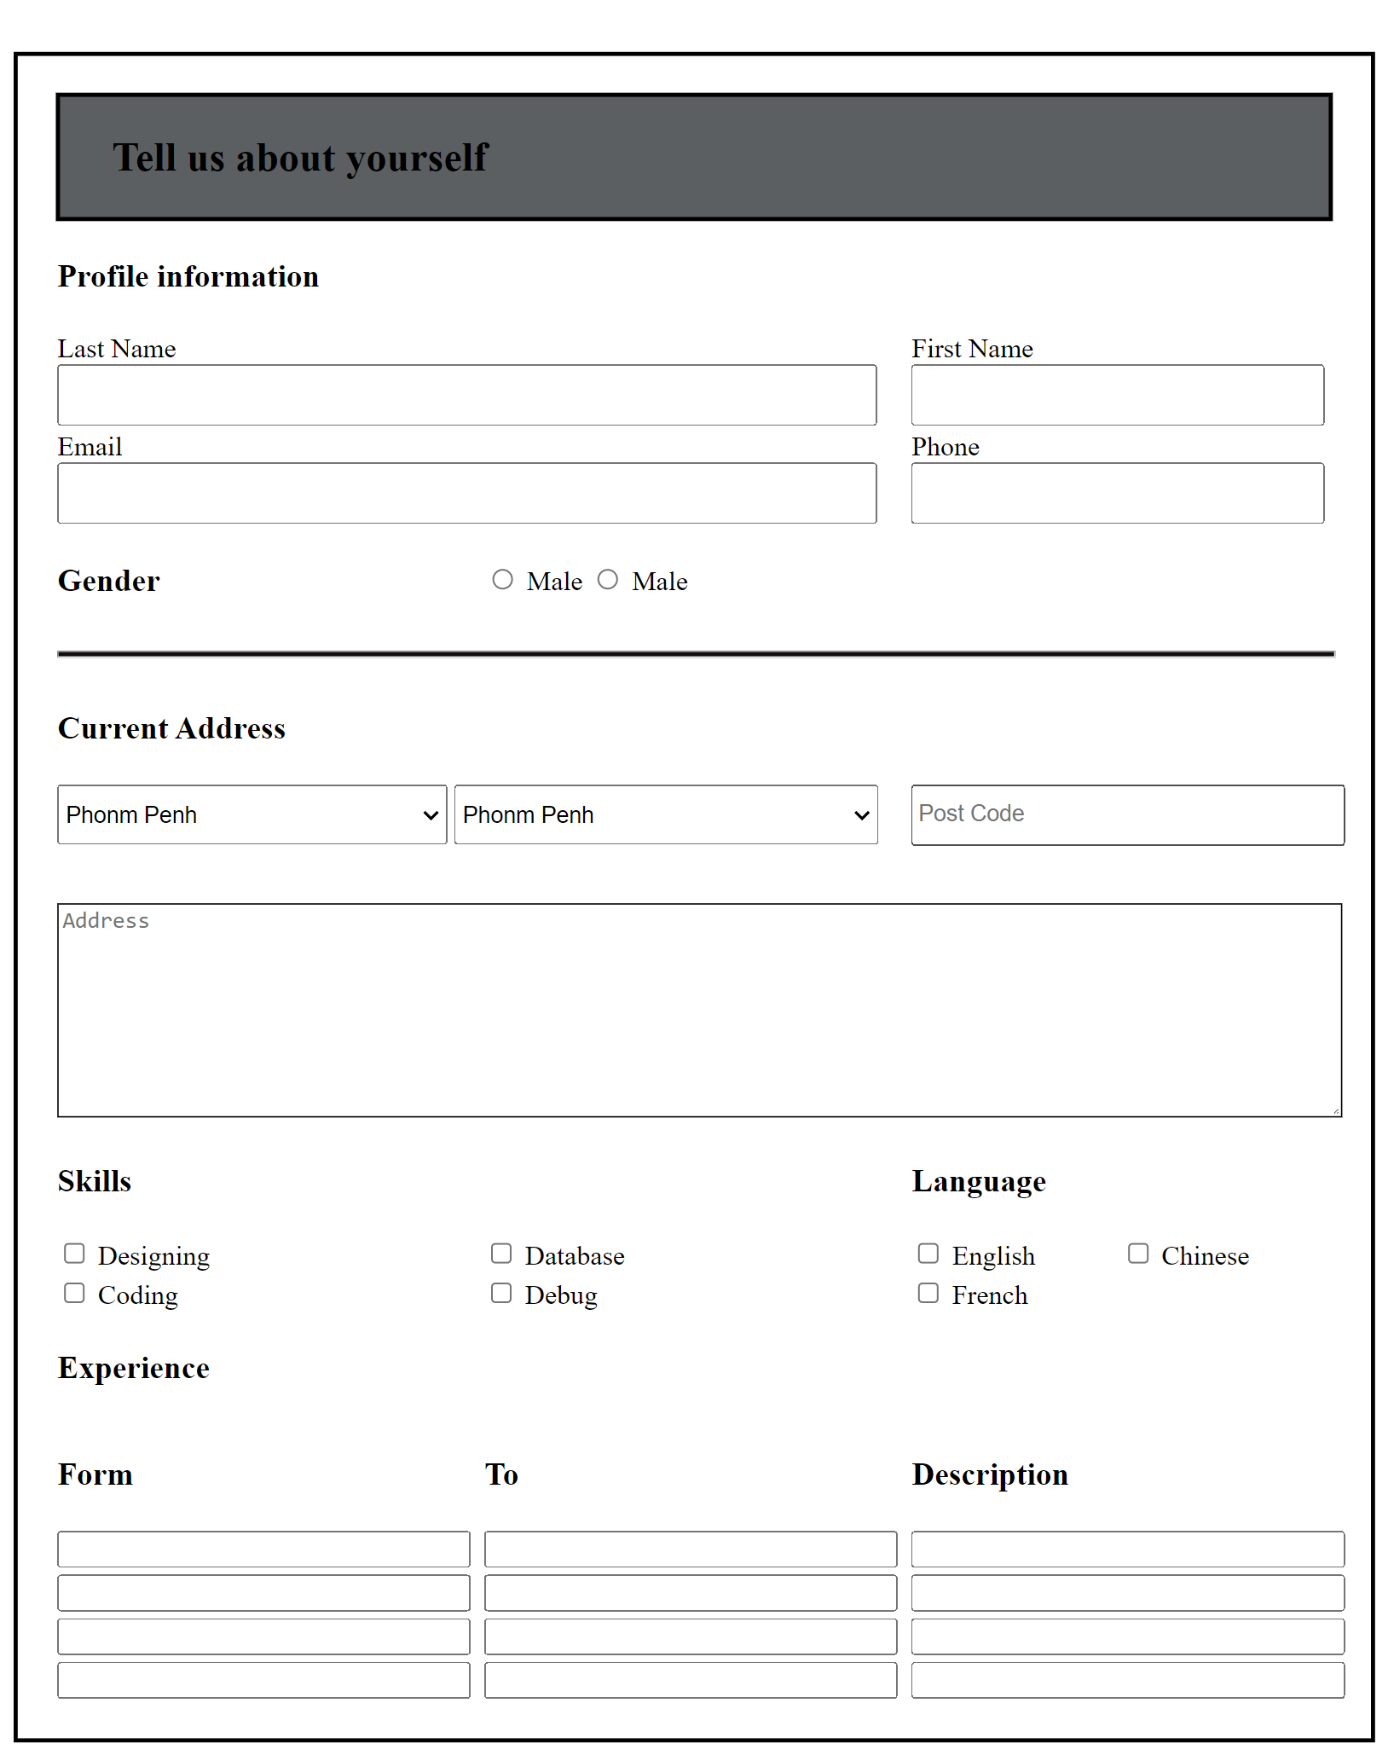 Tell us about yourself
Profile information
Last Name First Name
Email Phone
Gender Male Male
Current Address
Phonm Penh Phonm Penh Post Code
Address
Skills Language
Designing Database English Chinese
Coding Debug French
Experience
Form To Description